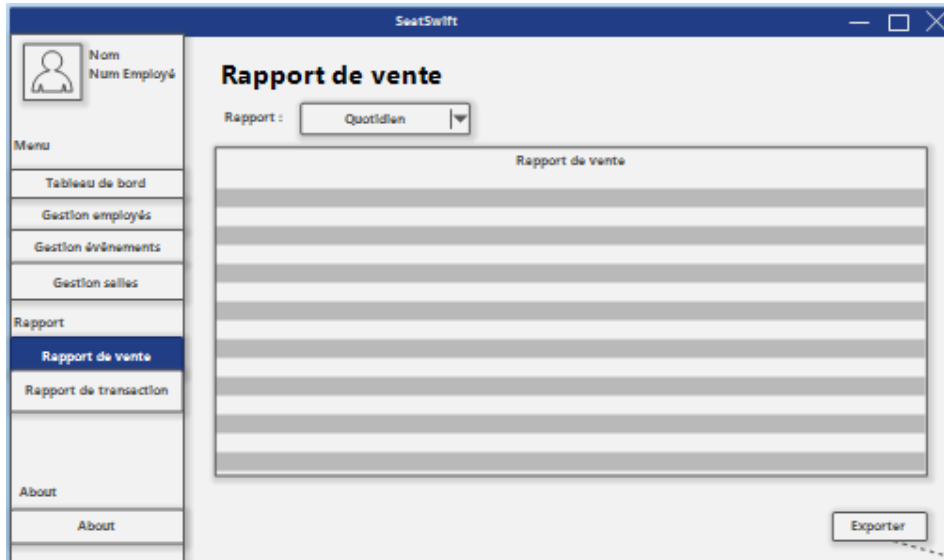 SeatSwift
Nom
Num Employé
Menu
Tableau de bord
Gestion employés
Gestion évènements
Gestion salles
Rapport
Rapport de vente
Rapport de transaction
About
About
Rapport de vente
Rapport :
Quotidien
Rapport de vente
Exporter